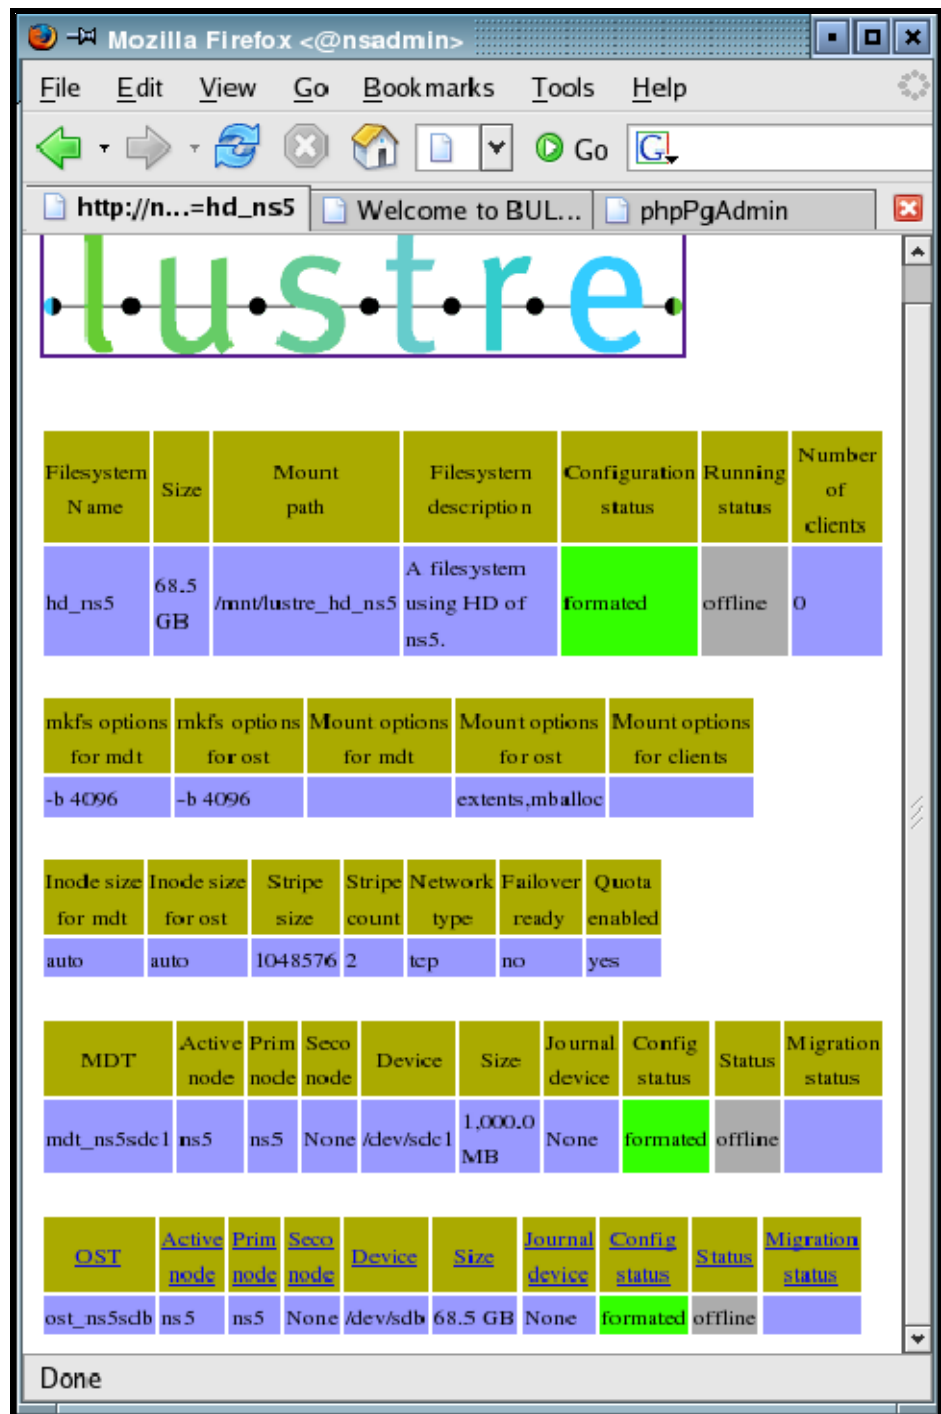 Mozilla Firefox <@nsadmin>
File Edit View Go Bookmarks Tools Help
Go G
http://n...=hd_ns5 Welcome to BUL... phpPgAdmin
lustre
Filesystem Name Size Mount path Filesystem description Configuration status Running status Number of clients
hd_ns5 68.5 GB /mnt/lustre_hd_ns5 A filesystem using HD of ns5. formated offline 0
mkfs options for mdt mkfs options for ost Mount options for mdt Mount options for ost Mount options for clients
-b 4096 -b 4096 extents,mballoc
Inode size for mdt Inode size for ost Stripe size Stripe count Network type Failover ready Quota enabled
auto auto 1048576 2 tcp no yes
MDT Active node Prim node Seco node Device Size Journal device Config status Status Migration status
mdt_ns5sdc1 ns5 ns5 None /dev/sdc1 1,000.0 MB None formated offline
OST Active node Prim node Seco node Device Size Journal device Config status Status Migration status
ost_ns5sdb ns5 ns5 None /dev/sdb 68.5 GB None formated offline
Done